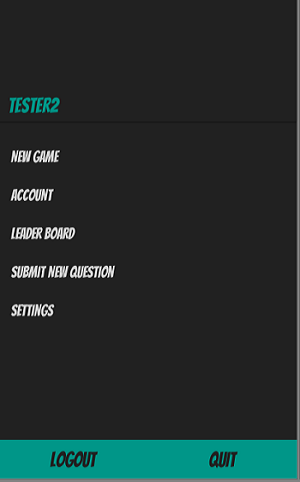 TESTER2
NEW GAME
ACCOUNT
LEADER BOARD
SUBMIT NEW QUESTION
SETTINGS
LOGOUT QUIT